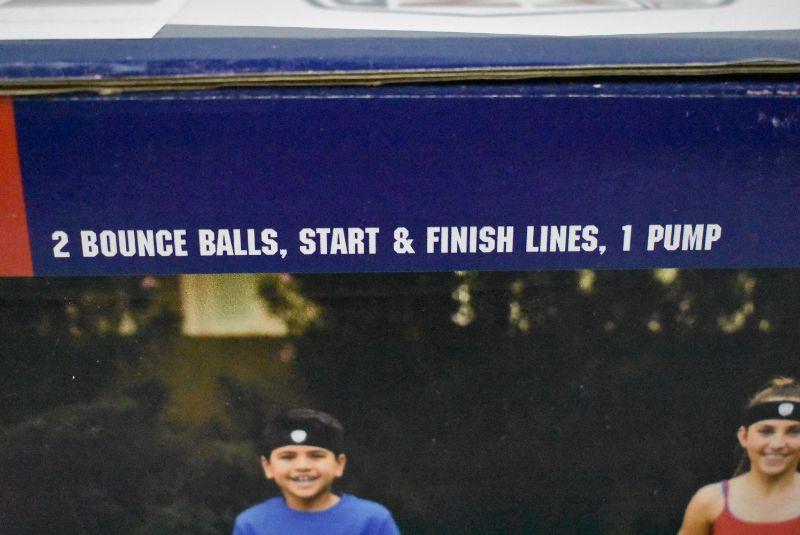 2 BOUNCE BALLS, START & FINISH LINES, 1 PUMP